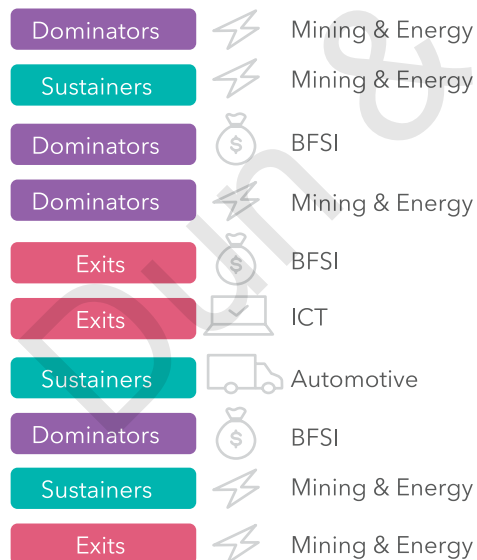 Dominators Mining & Energy
Sustainers Mining & Energy
Dominators $ BFSI
Dominators Mining & Energy
Exits $ BFSI
Exits ICT
Sustainers Automotive
Dominators $ BFSI
Sustainers Mining & Energy
Exits Mining & Energy
Dun &